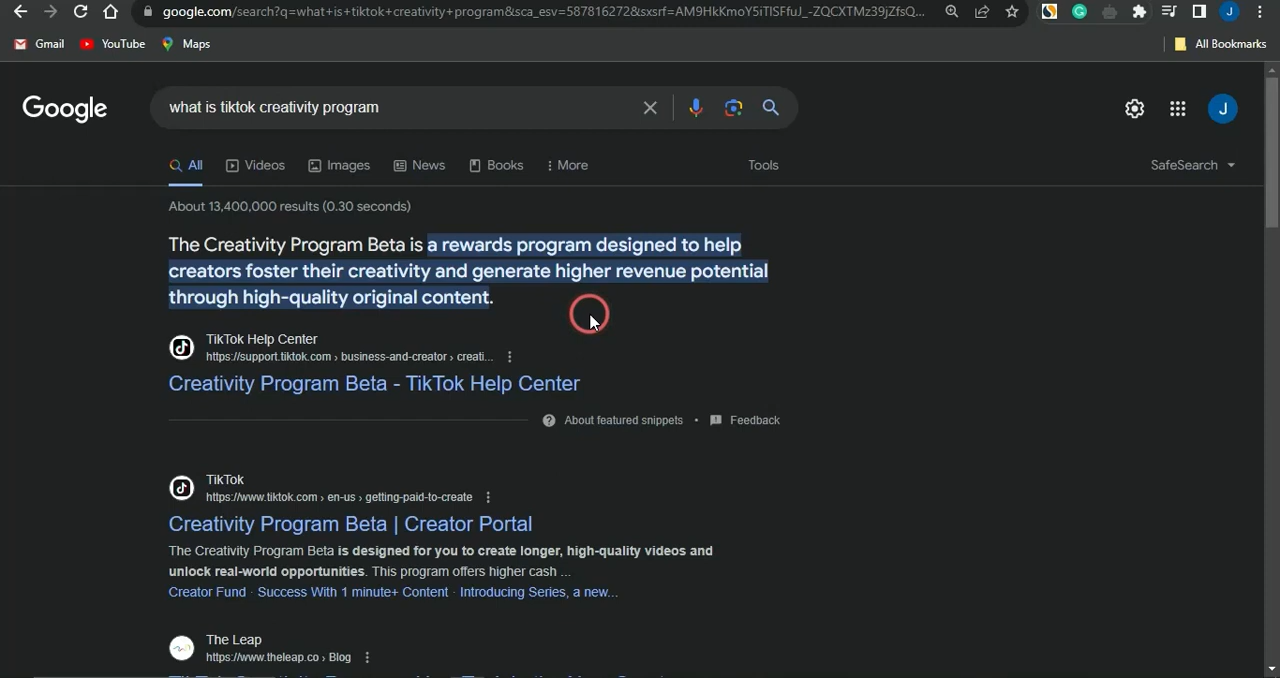 google.com/search?q=what+is+tiktok+creativity+program&sca_esv=587816272&sxsrf=AM9HkKmoY5iTlSFfuJ_-ZQCXTMz39jZfsQ...
J
Gmail YouTube Maps All Bookmarks
Google what is tiktok creativity program J
All Videos Images News Books More Tools SafeSearch
About 13,400,000 results (0.30 seconds)
The Creativity Program Beta is a rewards program designed to help
creators foster their creativity and generate higher revenue potential
through high-quality original content.
TikTok Help Center
https://support.tiktok.com › business-and-creator › creati...
Creativity Program Beta - TikTok Help Center
About featured snippets • Feedback
TikTok
https://www.tiktok.com › en-us › getting-paid-to-create
Creativity Program Beta | Creator Portal
The Creativity Program Beta is designed for you to create longer, high-quality videos and
unlock real-world opportunities. This program offers higher cash ...
Creator Fund · Success With 1 minute+ Content · Introducing Series, a new...
The Leap
https://www.theleap.co › Blog